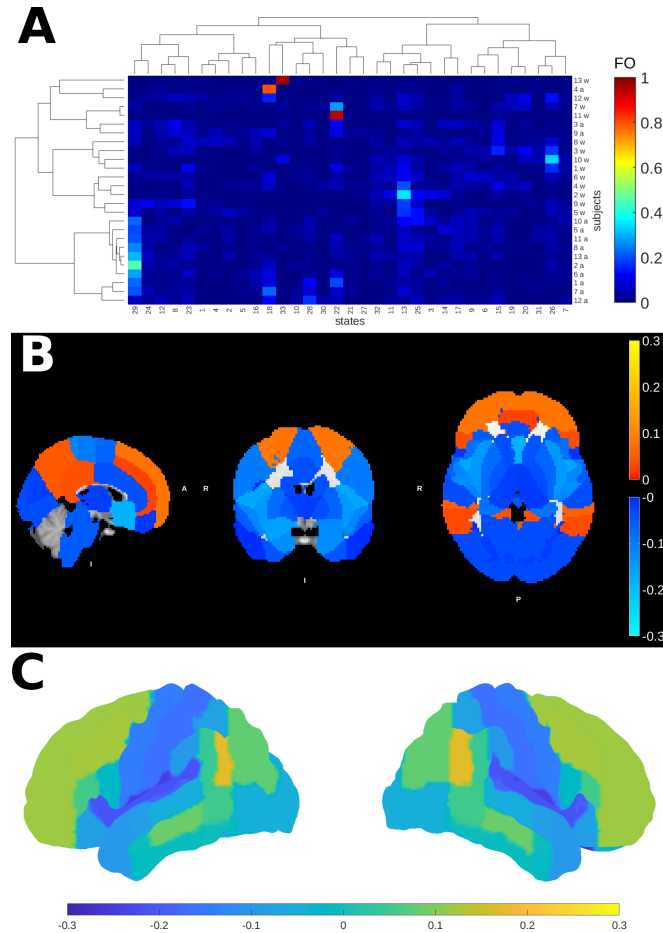 A
FO
1
0.8
0.6
0.4
0.2
0
13 w
4 a
12 w
7 w
11 w
3 a
9 a
8 w
3 w
10 w
1 w
6 w
4 w
2 w
9 w
5 w
10 a
5 a
11 a
8 a
13 a
2 a
6 a
1 a
7 a
12 a
subjects
29 24 12 8 23 1 4 2 5 16 18 33 10 28 30 22 21 27 32 11 13 25 3 14 17 9 6 15 19 20 31 26 7
states
B
0.3
0.2
0.1
0
-0
-0.1
-0.2
-0.3
A R R
I
I
P
C
-0.3 -0.2 -0.1 0 0.1 0.2 0.3